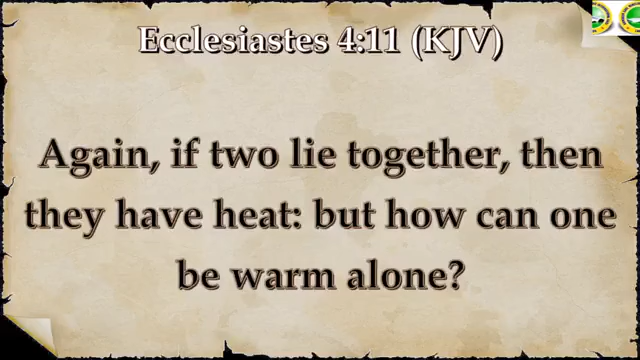 Ecclesiastes 4:11 (KJV)
Again, if two lie together, then
they have heat: but how can one
be warm alone?